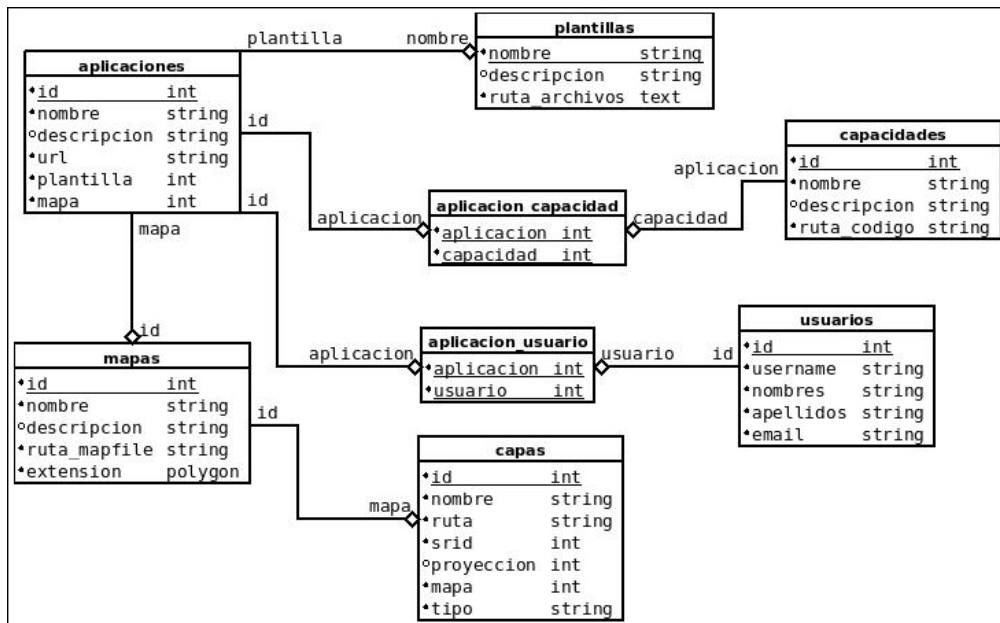 plantilla nombre
plantillas
nombre string
descripcion string
ruta_archivos text
aplicaciones
id int
nombre string
descripcion string
url string
plantilla int
mapa int
id
id
mapa
capacidades
id int
nombre string
descripcion string
ruta_codigo string
aplicacion
aplicacion_capacidad
aplicacion int
capacidad int
aplicacion
capacidad
usuarios
id int
username string
nombres string
apellidos string
email string
aplicacion_usuario
aplicacion int
usuario int
aplicacion
usuario id
id
mapas
id int
nombre string
descripcion string
ruta_mapfile string
extension polygon
id
mapa
capas
id int
nombre string
ruta string
srid int
proyeccion int
mapa int
tipo string